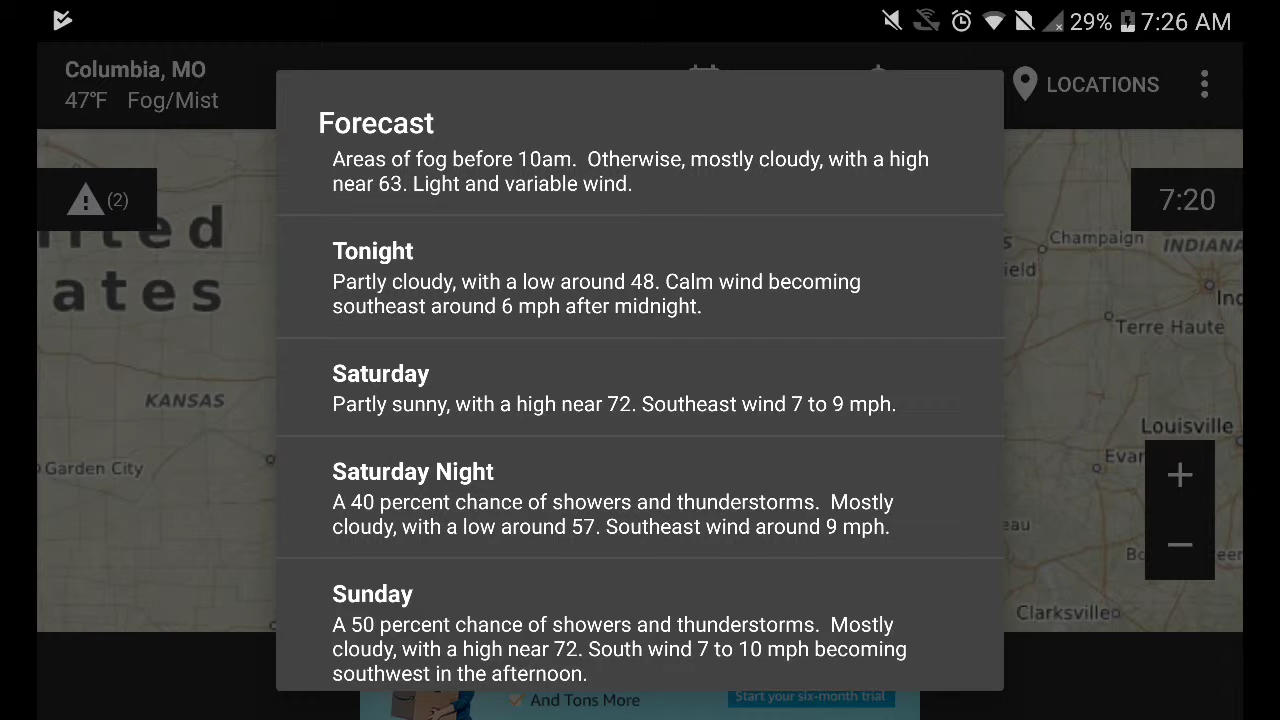 29% 7:26 AM
Columbia, MO
47°F Fog/Mist
LOCATIONS
(2)
7:20
Forecast
Areas of fog before 10am.  Otherwise, mostly cloudy, with a high
near 63. Light and variable wind.
Tonight
Partly cloudy, with a low around 48. Calm wind becoming
southeast around 6 mph after midnight.
Saturday
Partly sunny, with a high near 72. Southeast wind 7 to 9 mph.
Saturday Night
A 40 percent chance of showers and thunderstorms.  Mostly
cloudy, with a low around 57. Southeast wind around 9 mph.
Sunday
A 50 percent chance of showers and thunderstorms.  Mostly
cloudy, with a high near 72. South wind 7 to 10 mph becoming
southwest in the afternoon.
ates
KANSAS
Garden City
Champaign
INDIANA
Terre Haute
Louisville
Clarksville
And Tons More
Start your six-month trial